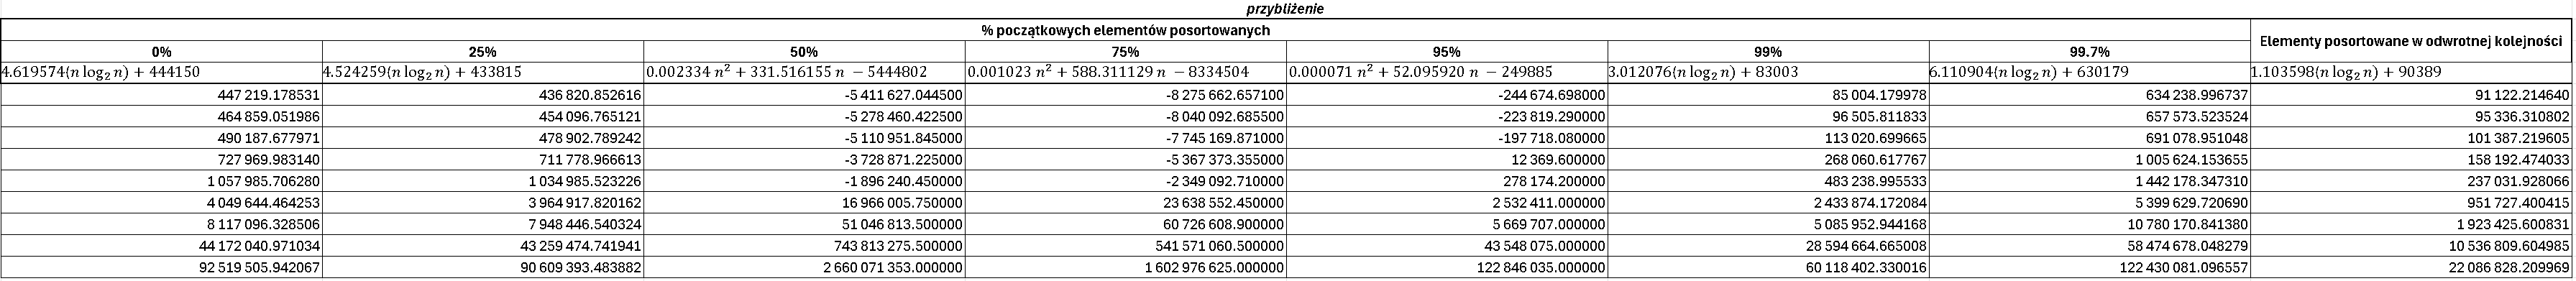 przybliżenie
% początkowych elementów posortowanych Elementy posortowane w odwrotnej kolejności
0% 25% 50% 75% 95% 99% 99.7%
4.619574(n log₂ n) + 444150 4.524259(n log₂ n) + 433815 0.002334 n² + 331.516155 n − 5444802 0.001023 n² + 588.311129 n − 8334504 0.000071 n² + 52.095920 n − 249885 3.012076(n log₂ n) + 83003 6.110904(n log₂ n) + 630179 1.103598(n log₂ n) + 90389
447 219.178531 436 820.852616 -5 411 627.044500 -8 275 662.657100 -244 674.698000 85 004.179978 634 238.996737 91 122.214640
464 859.051986 454 096.765121 -5 278 460.422500 -8 040 092.685500 -223 819.290000 96 505.811833 657 573.523524 95 336.310802
490 187.677971 478 902.789242 -5 110 951.845000 -7 745 169.871000 -197 718.080000 113 020.699665 691 078.951048 101 387.219605
727 969.983140 711 778.966613 -3 728 871.225000 -5 367 373.355000 12 369.600000 268 060.617767 1 005 624.153655 158 192.474033
1 057 985.706280 1 034 985.523226 -1 896 240.450000 -2 349 092.710000 278 174.200000 483 238.995533 1 442 178.347310 237 031.928066
4 049 644.464253 3 964 917.820162 16 966 005.750000 23 638 552.450000 2 532 411.000000 2 433 874.172084 5 399 629.720690 951 727.400415
8 117 096.328506 7 948 446.540324 51 046 813.500000 60 726 608.900000 5 669 707.000000 5 085 952.944168 10 780 170.841380 1 923 425.600831
44 172 040.971034 43 259 474.741941 743 813 275.500000 541 571 060.500000 43 548 075.000000 28 594 664.665008 58 474 678.048279 10 536 809.604985
92 519 505.942067 90 609 393.483882 2 660 071 353.000000 1 602 976 625.000000 122 846 035.000000 60 118 402.330016 122 430 081.096557 22 086 828.209969